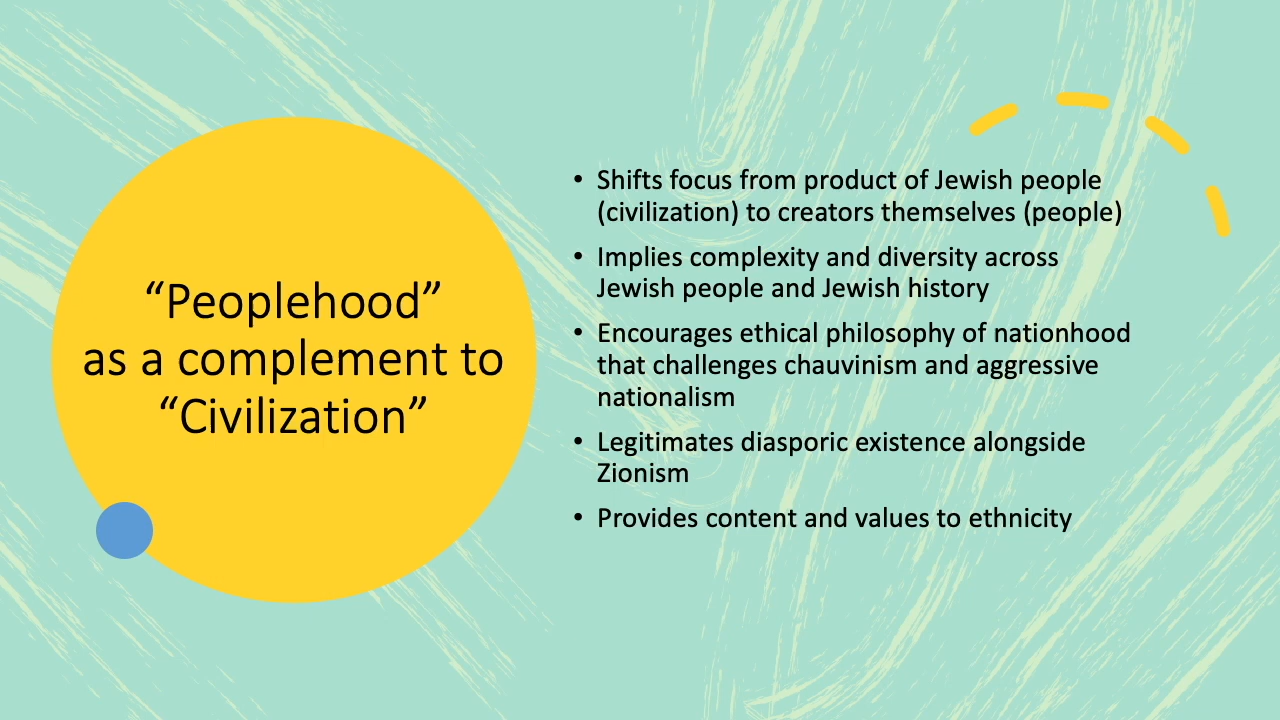 “Peoplehood”
as a complement to
“Civilization”
• Shifts focus from product of Jewish people
(civilization) to creators themselves (people)
• Implies complexity and diversity across
Jewish people and Jewish history
• Encourages ethical philosophy of nationhood
that challenges chauvinism and aggressive
nationalism
• Legitimates diasporic existence alongside
Zionism
• Provides content and values to ethnicity